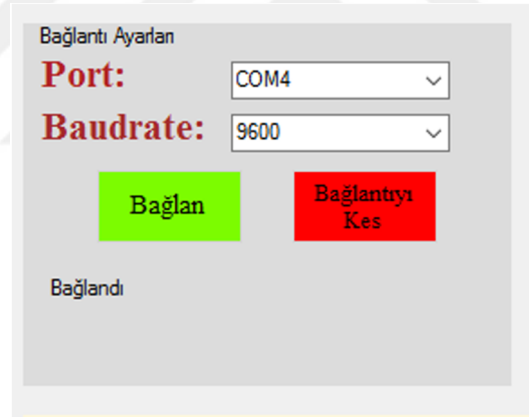 Bağlantı Ayarları
Port: COM4
Baudrate: 9600
Bağlan
Bağlantıyı
Kes
Bağlandı